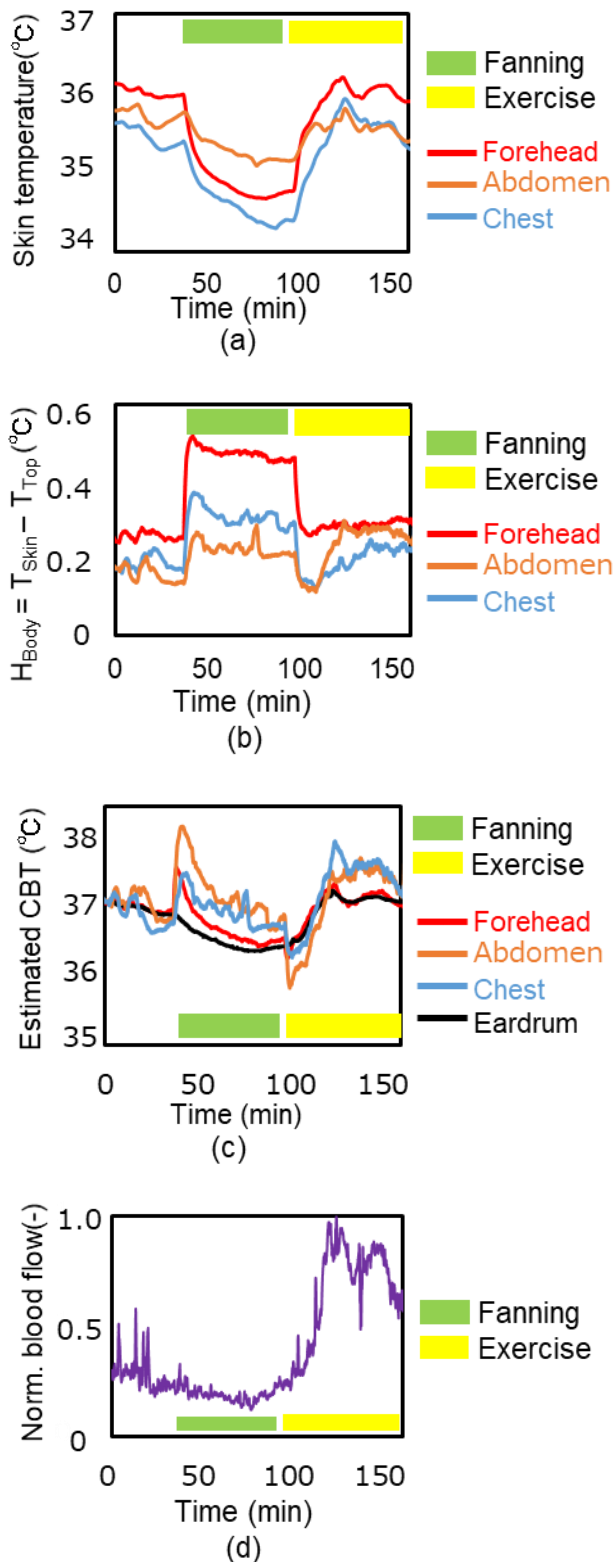 Skin temperature(℃)
37
36
35
34
0
50
100
150
Time (min)
(a)
Fanning
Exercise
Forehead
Abdomen
Chest
H_Body = T_Skin − T_Top (℃)
0.6
0.4
0.2
0
0
50
100
150
Time (min)
(b)
Fanning
Exercise
Forehead
Abdomen
Chest
Estimated CBT (℃)
38
37
36
35
0
50
100
150
Time (min)
(c)
Fanning
Exercise
Forehead
Abdomen
Chest
Eardrum
Norm. blood flow(-)
1.0
0.5
0
0
50
100
150
Time (min)
(d)
Fanning
Exercise